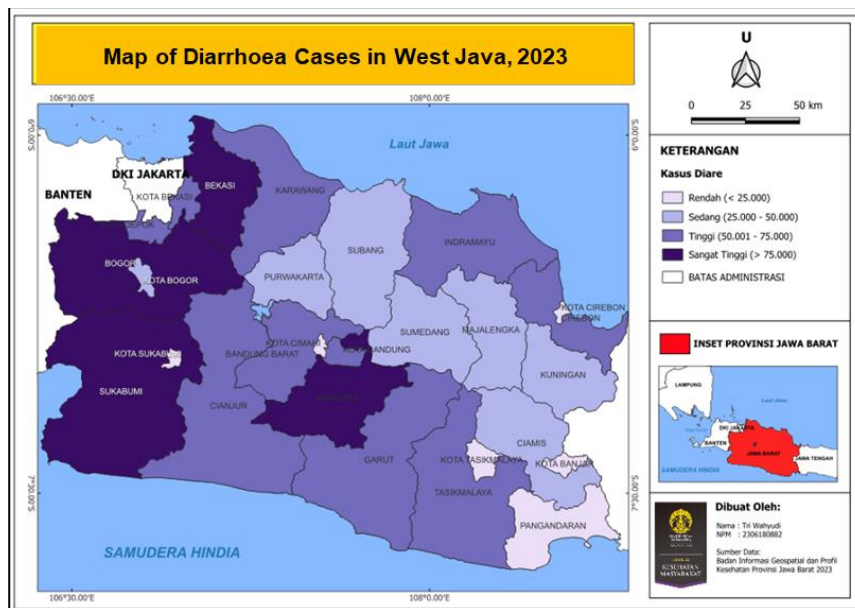 Map of Diarrhoea Cases in West Java, 2023
106°30.00'E
108°0.00'E
6°0.00'S
6°0.00'S
Laut Jawa
DKI JAKARTA
BANTEN
KOTA BEKASI
BEKASI
KARAWANG
DEPOK
INDRAMAYU
SUBANG
BOGOR
KOTA BOGOR
PURWAKARTA
KOTA CIREBON
CIREBON
SUMEDANG
MAJALENGKA
KOTA CIMAHI
KOTA BANDUNG
BANDUNG BARAT
KOTA SUKABUMI
KUNINGAN
SUKABUMI
CIANJUR
CIAMIS
GARUT
KOTA TASIKMALAYA
KOTA BANJAR
TASIKMALAYA
PANGANDARAN
7°30.00'S
7°30.00'S
SAMUDERA HINDIA
106°30.00'E
108°0.00'E
U
0 25 50 km
KETERANGAN
Kasus Diare
Rendah (< 25.000)
Sedang (25.000 - 50.000)
Tinggi (50.001 - 75.000)
Sangat Tinggi (> 75.000)
BATAS ADMINISTRASI
INSET PROVINSI JAWA BARAT
LAMPUNG
Laut Jawa
DKI JAKARTA
BANTEN
JAWA BARAT
JAWA TENGAH
SAMUDERA HINDIA
Dibuat Oleh:
Nama : Tri Wahyudi
NPM : 2306180882
Sumber Data:
Badan Informasi Geospatial dan Profil
Kesehatan Provinsi Jawa Barat 2023
KESEHATAN
MASYARAKAT